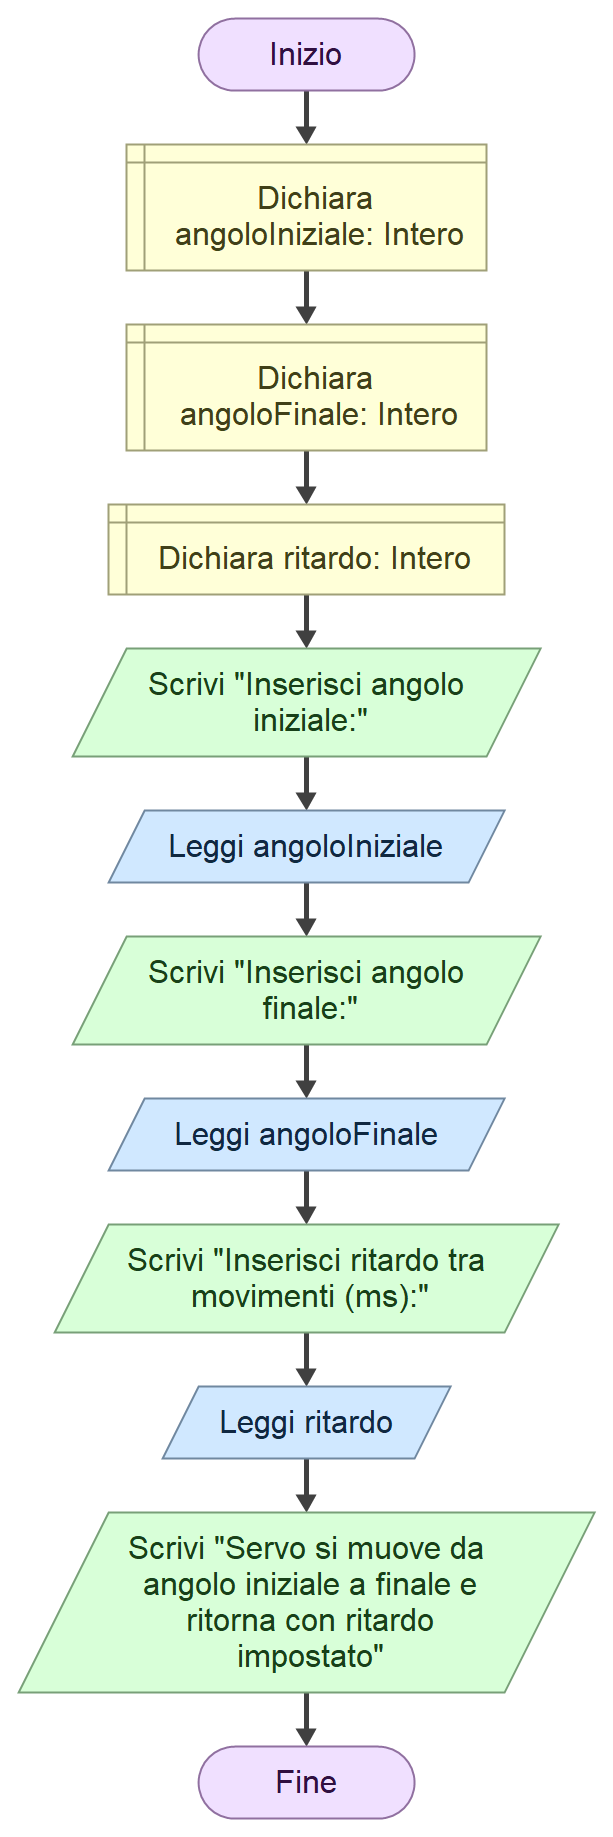 Inizio
Dichiara
angoloIniziale: Intero
Dichiara
angoloFinale: Intero
Dichiara ritardo: Intero
Scrivi "Inserisci angolo
iniziale:"
Leggi angoloIniziale
Scrivi "Inserisci angolo
finale:"
Leggi angoloFinale
Scrivi "Inserisci ritardo tra
movimenti (ms):"
Leggi ritardo
Scrivi "Servo si muove da
angolo iniziale a finale e
ritorna con ritardo
impostato"
Fine